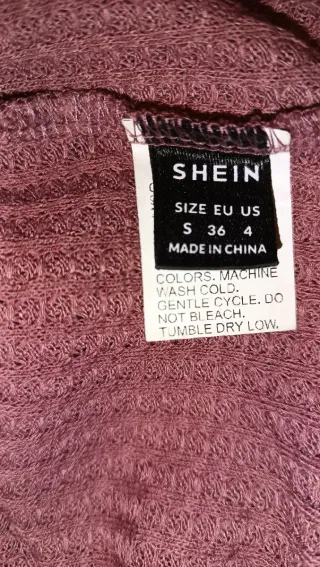 SHEIN
SIZE EU US
S 36 4
MADE IN CHINA
COLORS. MACHINE
WASH COLD.
GENTLE CYCLE. DO
NOT BLEACH.
TUMBLE DRY LOW.